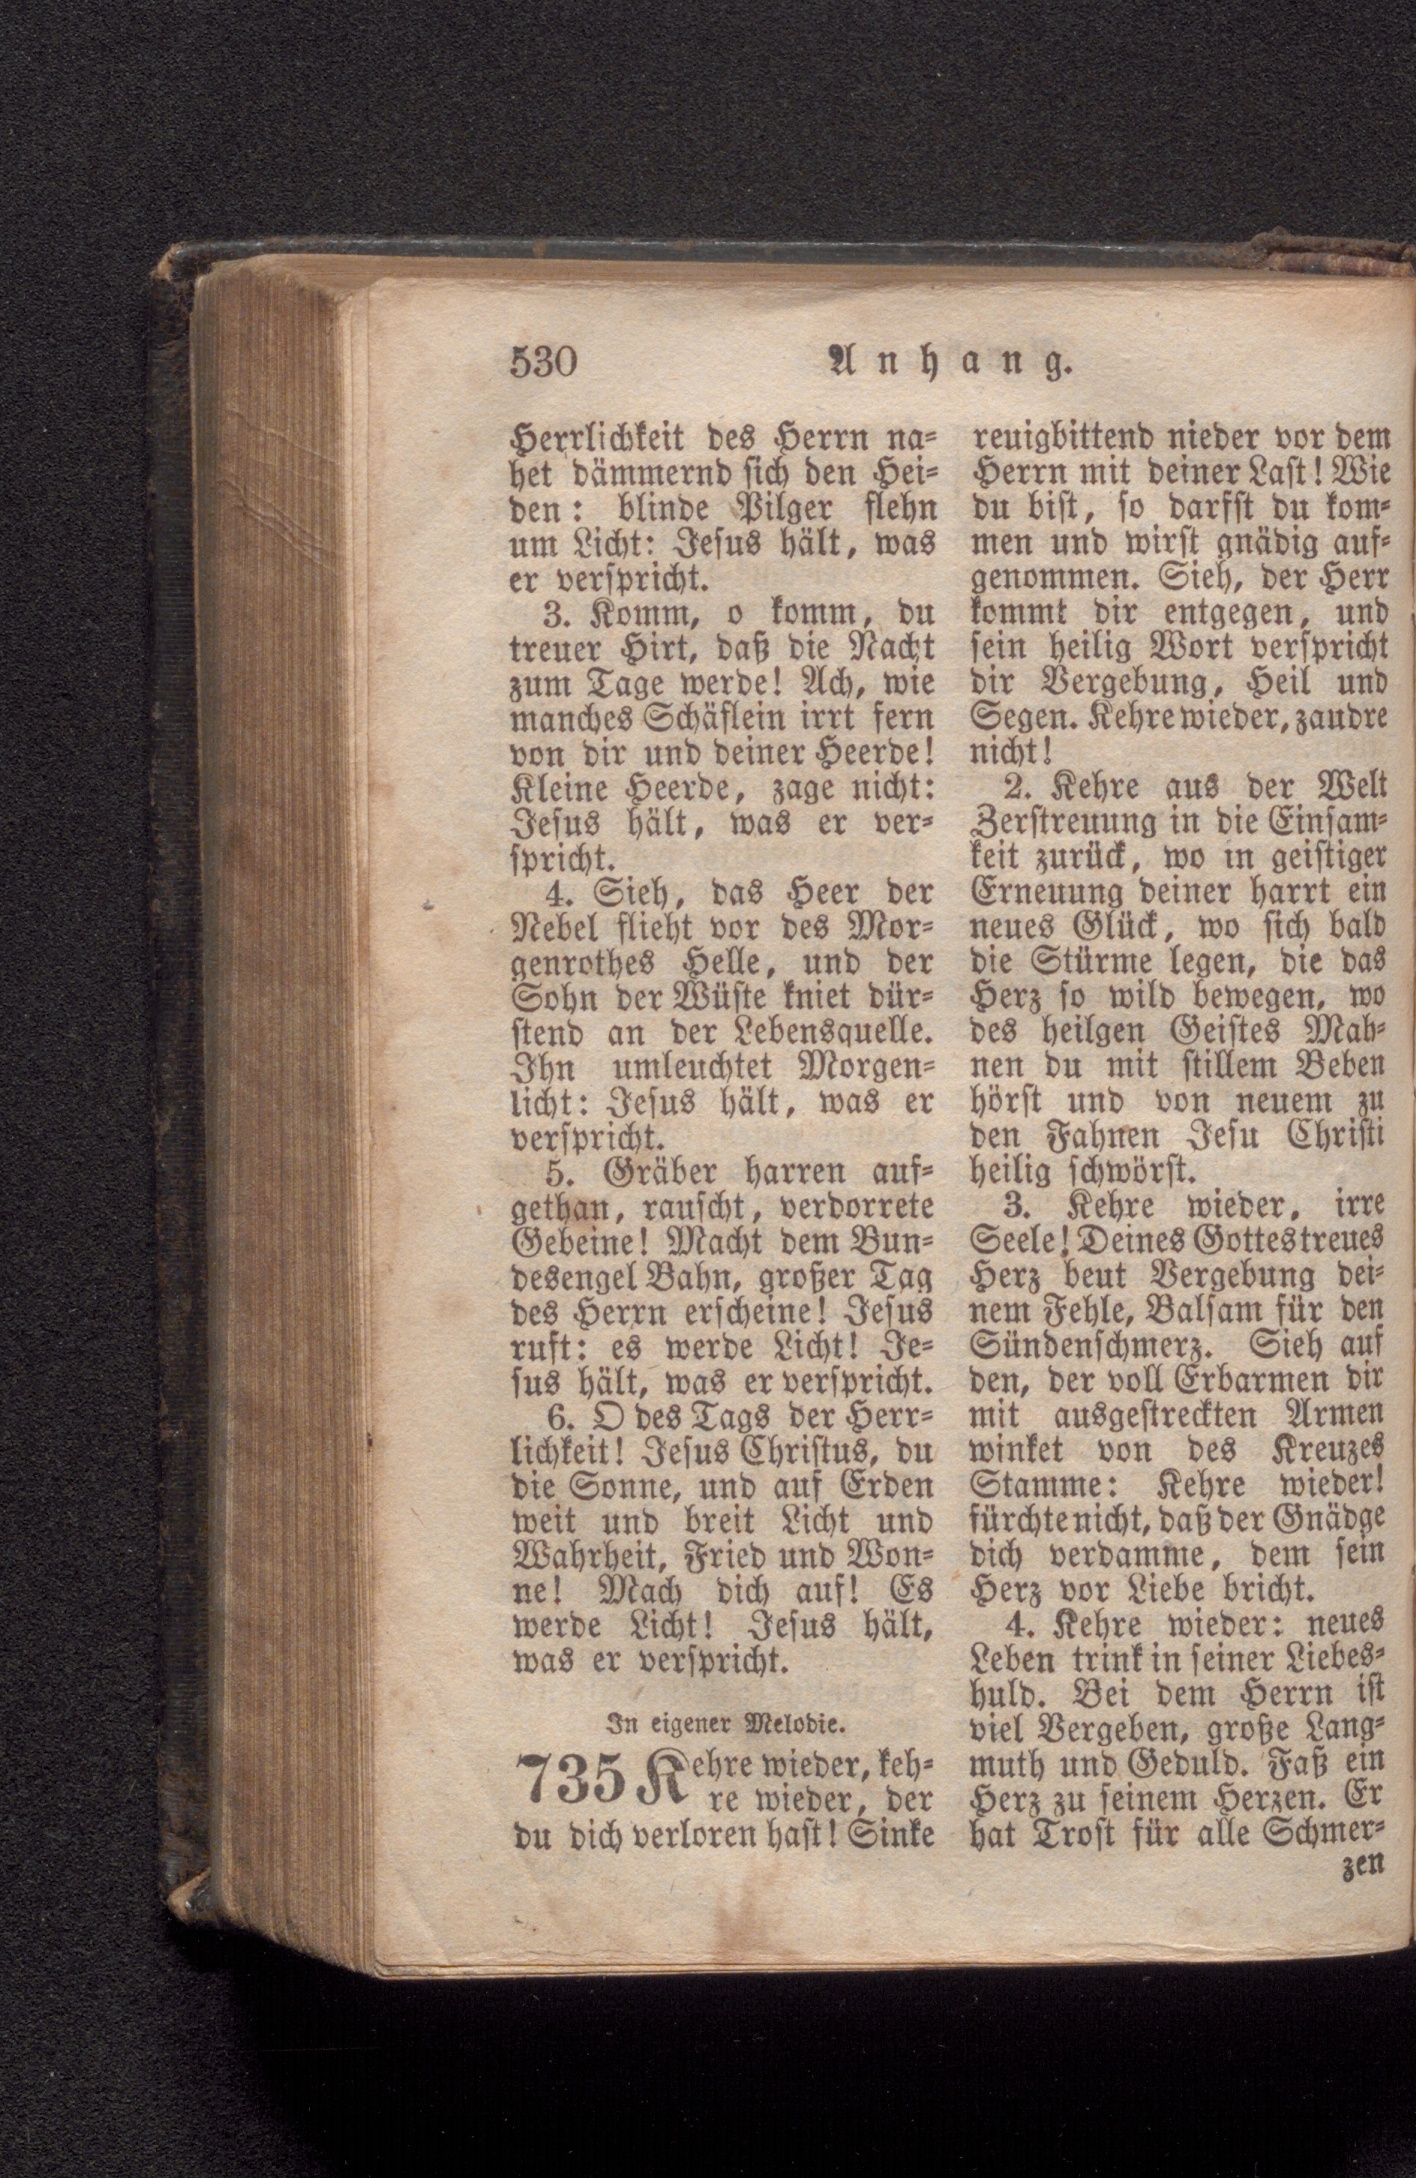 530
Anhang.
Herrlichkeit des Herrn na-
het dämmernd sich den Hei-
den: blinde Pilger flehn
um Licht: Jesus hält, was
er verspricht.
3. Komm, o komm, du
treuer Hirt, daß die Nacht
zum Tage werde! Ach, wie
manches Schäflein irrt fern
von dir und deiner Heerde!
Kleine Heerde, zage nicht:
Jesus hält, was er ver-
spricht.
4. Sieh, das Heer der
Nebel flieht vor des Mor-
genrothes Helle, und der
Sohn der Wüste kniet dür-
stend an der Lebensquelle.
Ihn umleuchtet Morgen-
licht: Jesus hält, was er
verspricht.
5. Gräber harren auf-
gethan, rauscht, verdorrete
Gebeine! Macht dem Bun-
desengel Bahn, großer Tag
des Herrn erscheine! Jesus
ruft: es werde Licht! Je-
sus hält, was er verspricht.
6. O des Tags der Herr-
lichkeit! Jesus Christus, du
die Sonne, und auf Erden
weit und breit Licht und
Wahrheit, Fried und Won-
ne! Mach dich auf! Es
werde Licht! Jesus hält,
was er verspricht.
In eigener Melodie.
735 Kehre wieder, keh-
re wieder, der
du dich verloren hast! Sinke
reuigbittend nieder vor dem
Herrn mit deiner Last! Wie
du bist, so darfst du kom-
men und wirst gnädig auf-
genommen. Sieh, der Herr
kommt dir entgegen, und
sein heilig Wort verspricht
dir Vergebung, Heil und
Segen. Kehre wieder, zaudre
nicht!
2. Kehre aus der Welt
Zerstreuung in die Einsam-
keit zurück, wo in geistiger
Erneuung deiner harrt ein
neues Glück, wo sich bald
die Stürme legen, die das
Herz so wild bewegen, wo
des heilgen Geistes Mah-
nen du mit stillem Beben
hörst und von neuem zu
den Fahnen Jesu Christi
heilig schwörst.
3. Kehre wieder, irre
Seele! Deines Gottes treues
Herz beut Vergebung dei-
nem Fehle, Balsam für den
Sündenschmerz. Sieh auf
den, der voll Erbarmen dir
mit ausgestreckten Armen
winket von des Kreuzes
Stamme: Kehre wieder!
fürchte nicht, daß der Gnädge
dich verdamme, dem sein
Herz vor Liebe bricht.
4. Kehre wieder: neues
Leben trink in seiner Liebes-
huld. Bei dem Herrn ist
viel Vergeben, große Lang-
muth und Geduld. Faß ein
Herz zu seinem Herzen. Er
hat Trost für alle Schmer-
zen